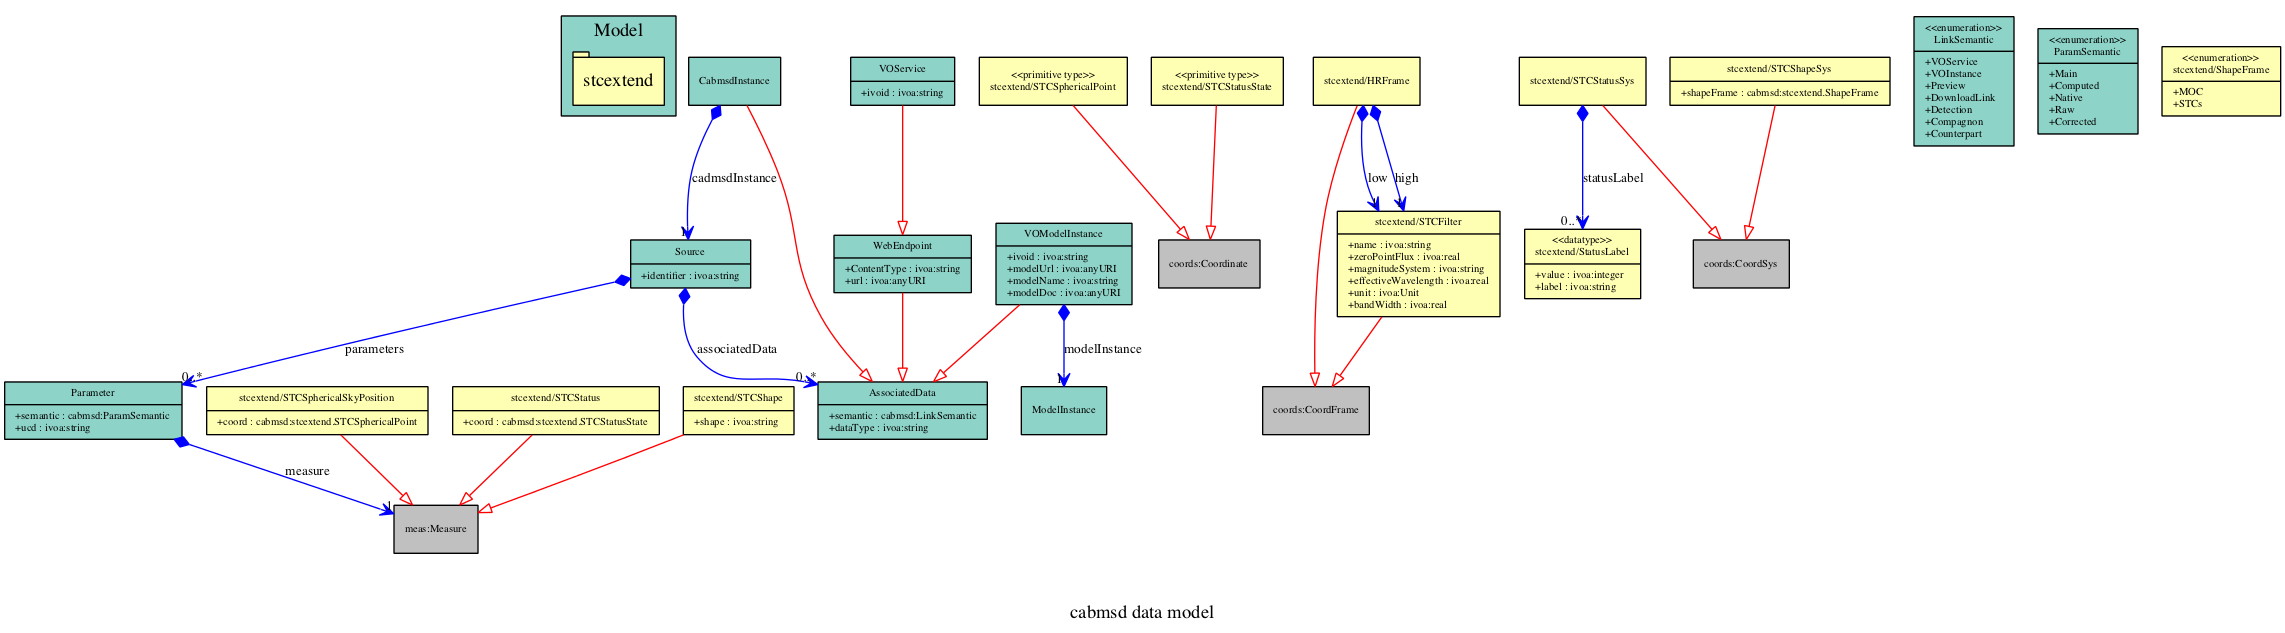 Model
stcextend
CabmsdInstance
VOService
+ivoid : ivoa:string
<<primitive type>>
stcextend/STCSphericalPoint
<<primitive type>>
stcextend/STCStatusState
stcextend/HRFrame
stcextend/STCStatusSys
stcextend/STCShapeSys
+shapeFrame : cabmsd:stcextend.ShapeFrame
<<enumeration>>
LinkSemantic
+VOService
+VOInstance
+Preview
+DownloadLink
+Detection
+Compagnon
+Counterpart
<<enumeration>>
ParamSemantic
+Main
+Computed
+Native
+Raw
+Corrected
<<enumeration>>
stcextend/ShapeFrame
+MOC
+STCs
cadmsdInstance
low
high
statusLabel
0..*
1
Source
+identifier : ivoa:string
WebEndpoint
+ContentType : ivoa:string
+url : ivoa:anyURI
VOModelInstance
+ivoid : ivoa:string
+modelUrl : ivoa:anyURI
+modelName : ivoa:string
+modelDoc : ivoa:anyURI
coords:Coordinate
stcextend/STCFilter
+name : ivoa:string
+zeroPointFlux : ivoa:real
+magnitudeSystem : ivoa:string
+effectiveWavelength : ivoa:real
+unit : ivoa:Unit
+bandWidth : ivoa:real
<<datatype>>
stcextend/StatusLabel
+value : ivoa:integer
+label : ivoa:string
coords:CoordSys
parameters
associatedData
modelInstance
0..*
0..*
1
Parameter
+semantic : cabmsd:ParamSemantic
+ucd : ivoa:string
stcextend/STCSphericalSkyPosition
+coord : cabmsd:stcextend.STCSphericalPoint
stcextend/STCStatus
+coord : cabmsd:stcextend.STCStatusState
stcextend/STCShape
+shape : ivoa:string
AssociatedData
+semantic : cabmsd:LinkSemantic
+dataType : ivoa:string
ModelInstance
coords:CoordFrame
measure
1
meas:Measure
cabmsd data model